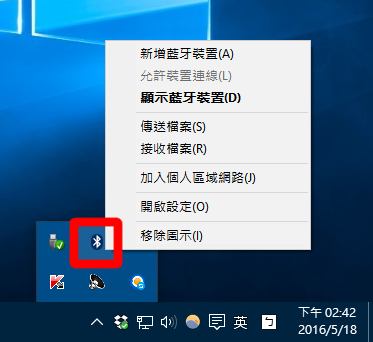 新增藍牙裝置(A)
允許裝置連線(L)
顯示藍牙裝置(D)
傳送檔案(S)
接收檔案(R)
加入個人區域網路(J)
開啟設定(O)
移除圖示(I)
英 ㄅ
下午 02:42
2016/5/18